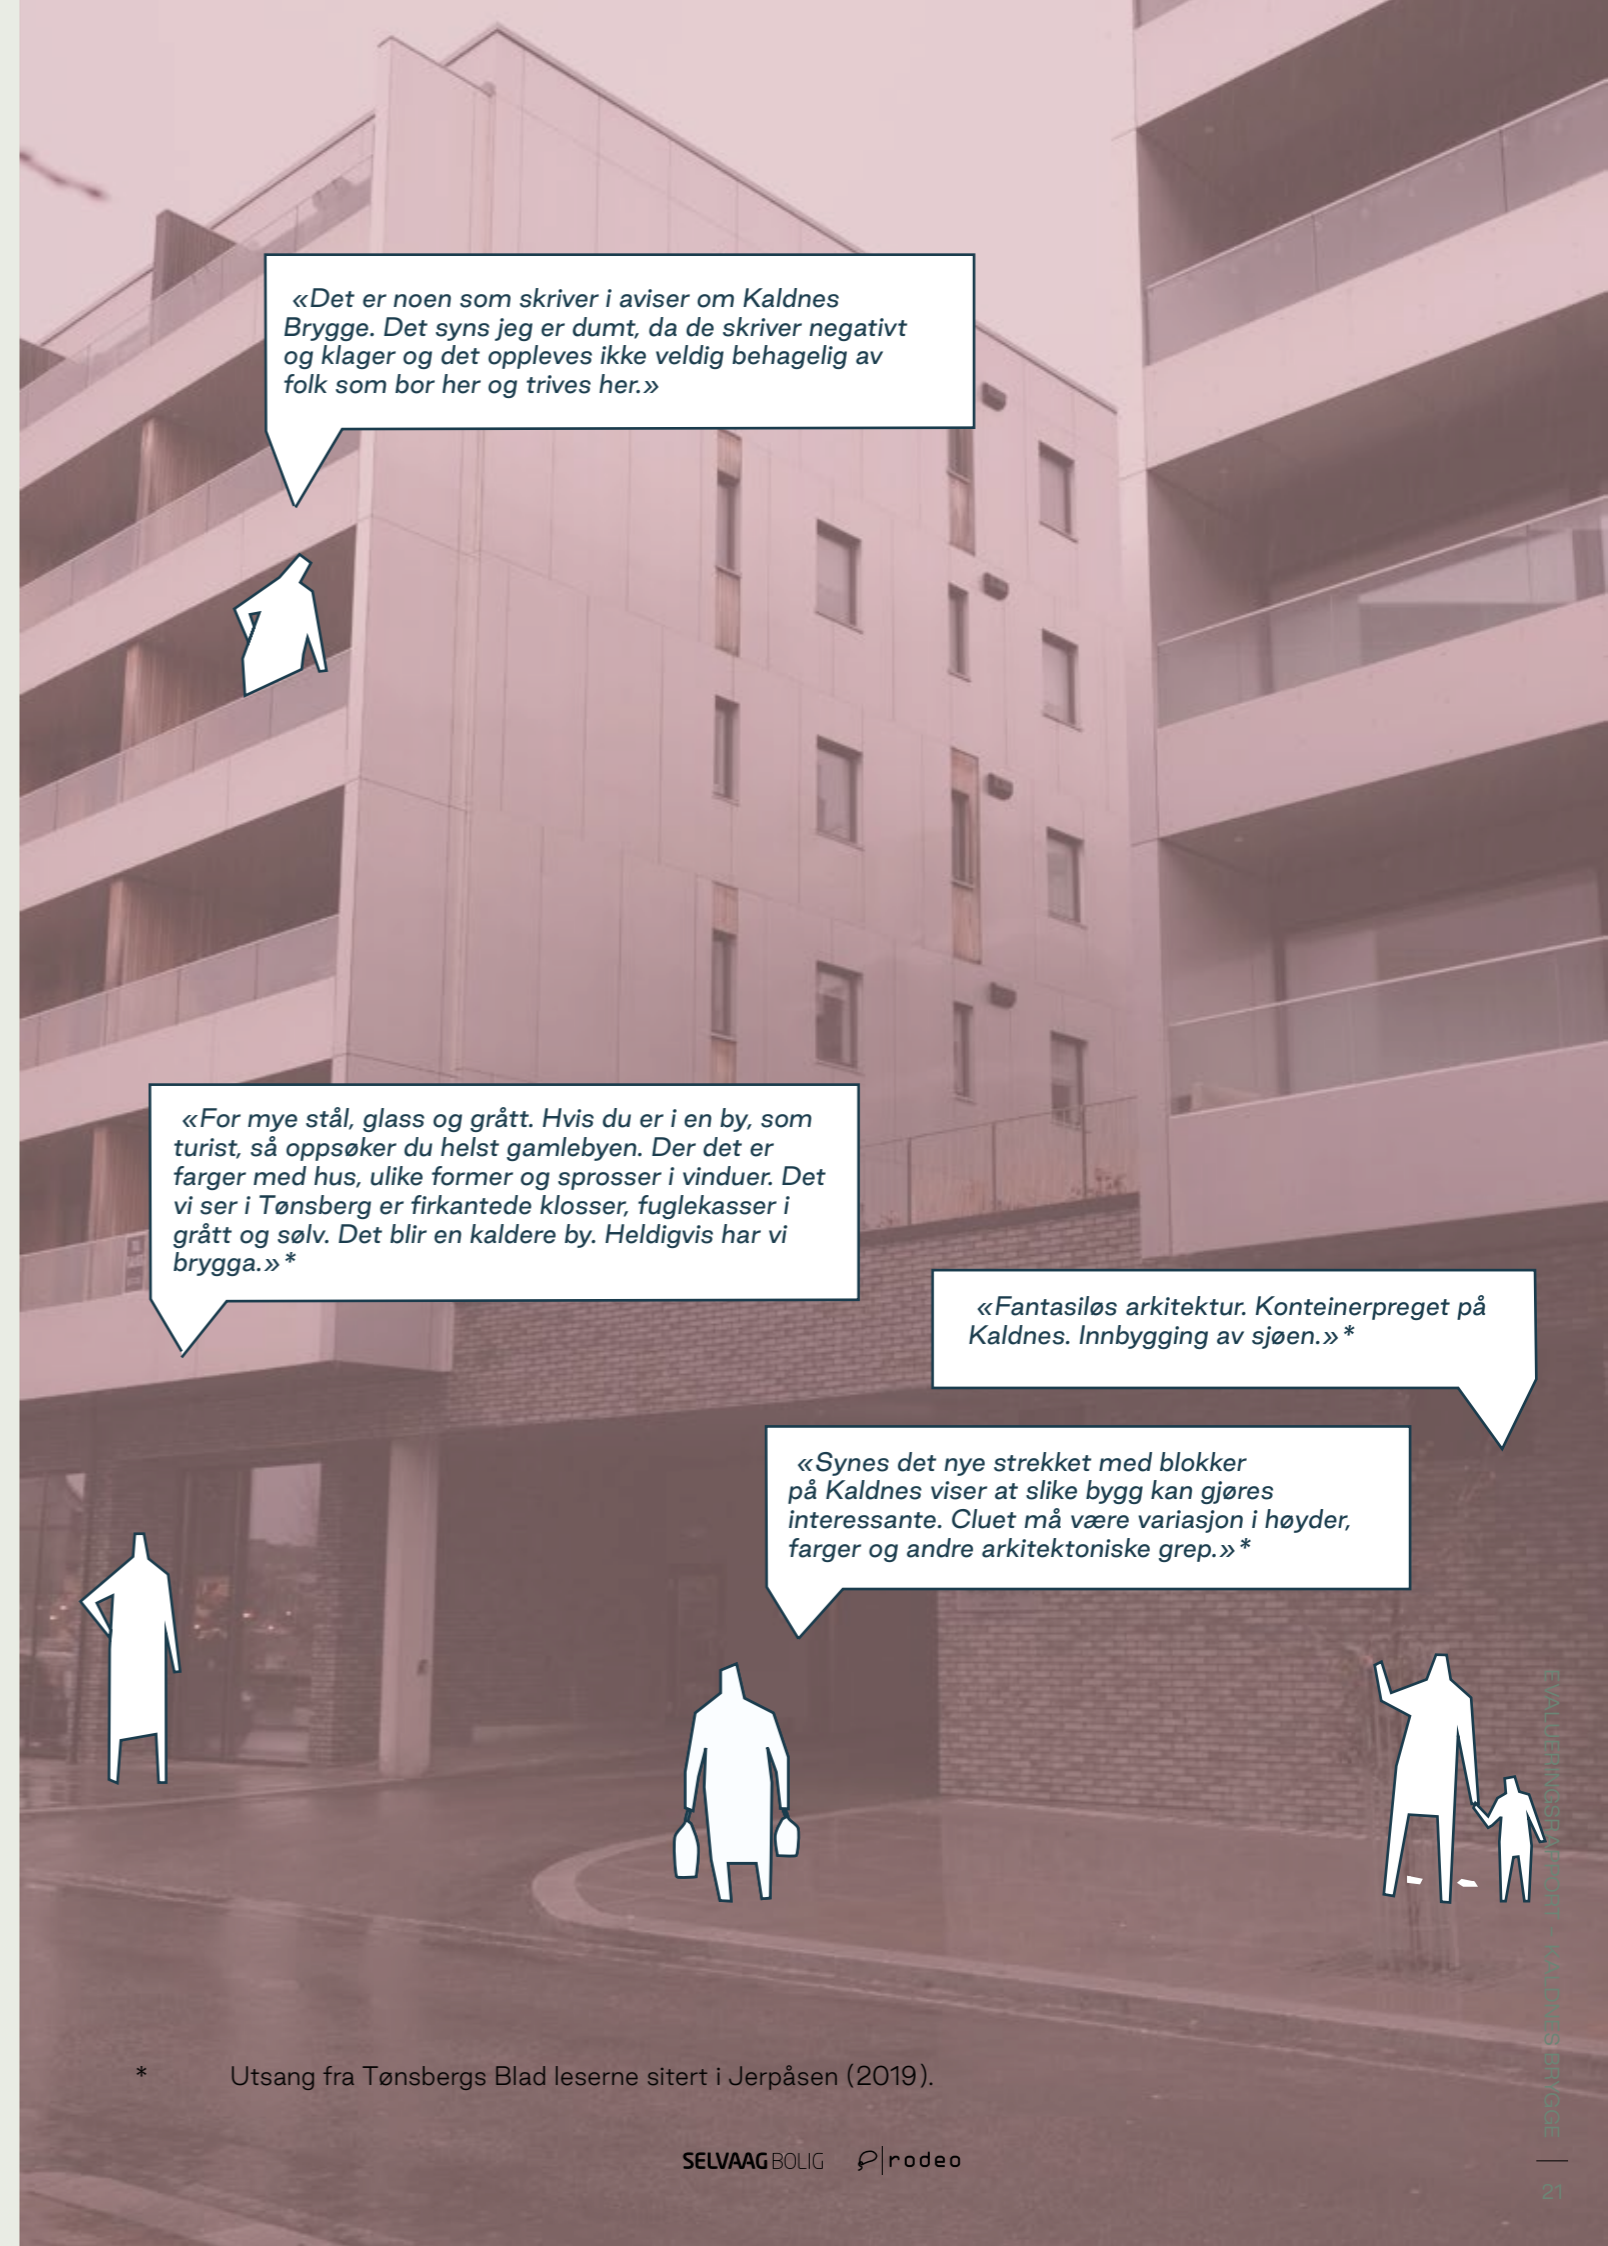 «Det er noen som skriver i aviser om Kaldnes
Brygge. Det syns jeg er dumt, da de skriver negativt
og klager og det oppleves ikke veldig behagelig av
folk som bor her og trives her.»
«For mye stål, glass og grått. Hvis du er i en by, som
turist, så oppsøker du helst gamlebyen. Der det er
farger med hus, ulike former og sprosser i vinduer. Det
vi ser i Tønsberg er firkantede klosser, fuglekasser i
grått og sølv. Det blir en kaldere by. Heldigvis har vi
brygga.»*
«Fantasiløs arkitektur. Konteinerpreget på
Kaldnes. Innbygging av sjøen.»*
«Synes det nye strekket med blokker
på Kaldnes viser at slike bygg kan gjøres
interessante. Cluet må være variasjon i høyder,
farger og andre arkitektoniske grep.»*
* Utsang fra Tønsbergs Blad leserne sitert i Jerpåsen (2019).
SELVAAG BOLIG rodeo
EVALUERINGSRAPPORT - KALDNES BRYGGE
21